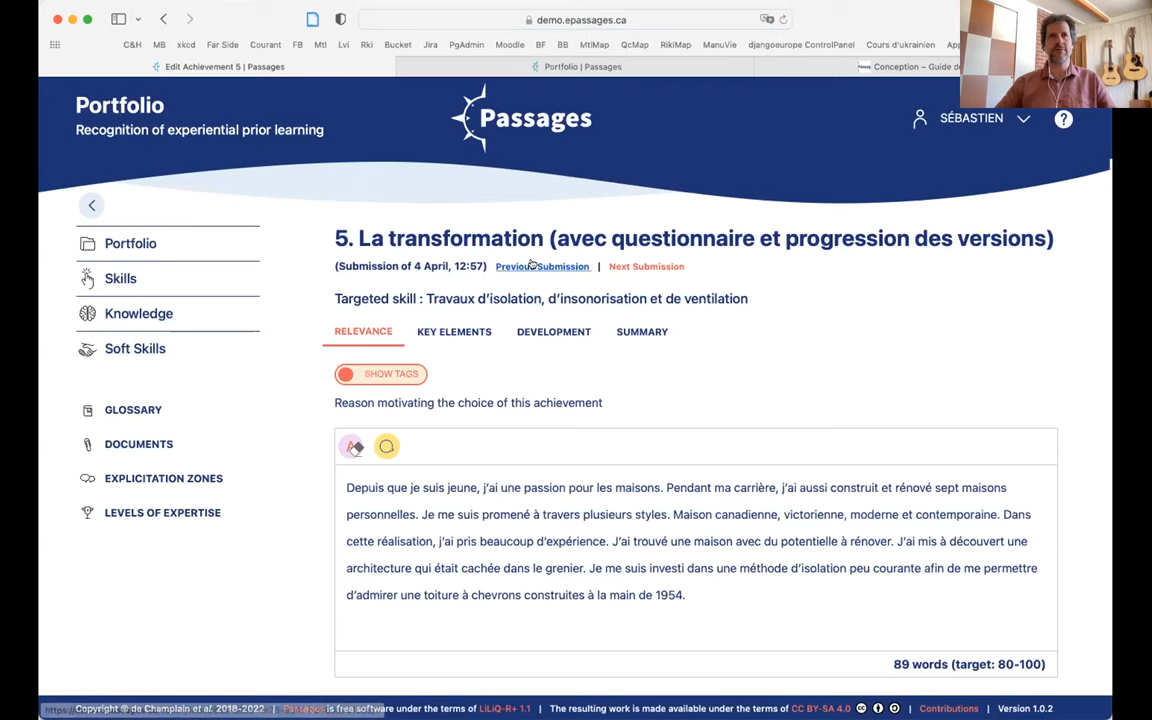 demo.epassages.ca
C&H MB xkcd Far Side Courant FB Mtl Lvi Rki Bucket Jira PgAdmin Moodle BF BB MtlMap QcMap RikiMap ManuVie djangoeurope ControlPanel Cours d'ukrainien
Edit Achievement 5 | Passages
Portfolio | Passages
Conception – Guide de
Portfolio
Recognition of experiential prior learning
Passages
SÉBASTIEN
?
Portfolio
Skills
Knowledge
Soft Skills
GLOSSARY
DOCUMENTS
EXPLICITATION ZONES
LEVELS OF EXPERTISE
5. La transformation (avec questionnaire et progression des versions)
(Submission of 4 April, 12:57) Previous Submission | Next Submission
Targeted skill : Travaux d'isolation, d'insonorisation et de ventilation
RELEVANCE KEY ELEMENTS DEVELOPMENT SUMMARY
SHOW TAGS
Reason motivating the choice of this achievement
Depuis que je suis jeune, j'ai une passion pour les maisons. Pendant ma carrière, j'ai aussi construit et rénové sept maisons
personnelles. Je me suis promené à travers plusieurs styles. Maison canadienne, victorienne, moderne et contemporaine. Dans
cette réalisation, j'ai pris beaucoup d'expérience. J'ai trouvé une maison avec du potentielle à rénover. J'ai mis à découvert une
architecture qui était cachée dans le grenier. Je me suis investi dans une méthode d'isolation peu courante afin de me permettre
d'admirer une toiture à chevrons construites à la main de 1954.
89 words (target: 80-100)
Copyright © de Champlain et al. 2018-2022 | Passages is free software under the terms of LiLiQ-R+ 1.1 | The resulting work is made available under the terms of CC BY-SA 4.0 | Contributions | Version 1.0.2